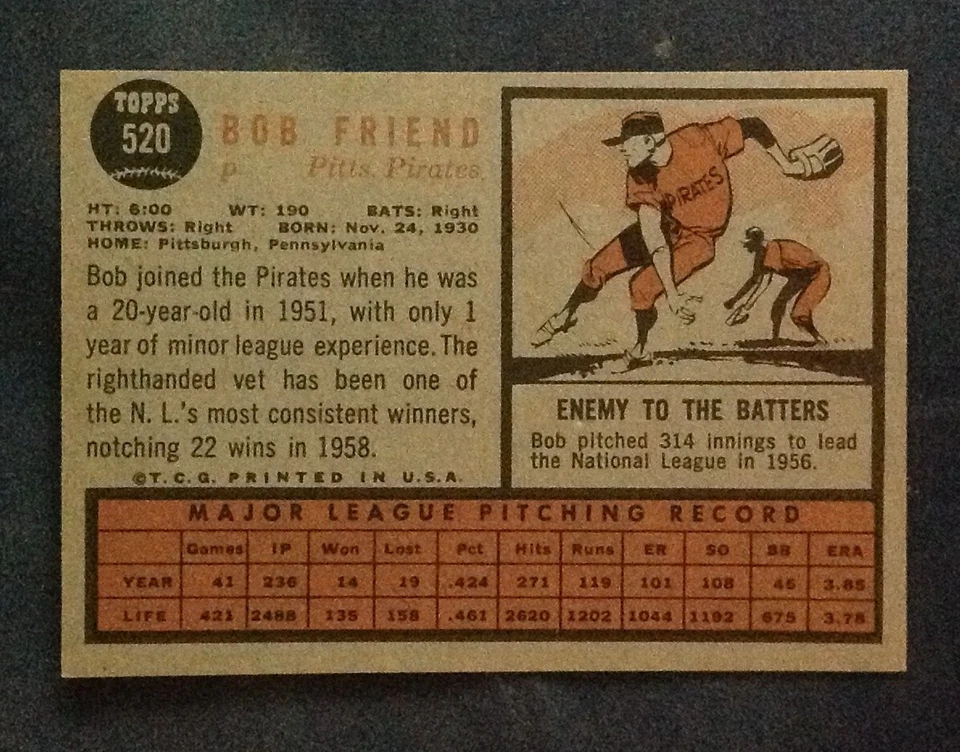 TOPPS
520
BOB FRIEND
p Pitts. Pirates
HT: 6:00 WT: 190 BATS: Right
THROWS: Right BORN: Nov. 24, 1930
HOME: Pittsburgh, Pennsylvania
Bob joined the Pirates when he was
a 20-year-old in 1951, with only 1
year of minor league experience. The
righthanded vet has been one of
the N. L.'s most consistent winners,
notching 22 wins in 1958.
©T. C. G. PRINTED IN U.S.A.
PIRATES
ENEMY TO THE BATTERS
Bob pitched 314 innings to lead
the National League in 1956.
MAJOR LEAGUE PITCHING RECORD
Games IP Won Lost Pct Hits Runs ER SO BB ERA
YEAR 41 236 14 19 .424 271 119 101 108 45 3.85
LIFE 421 2488 135 158 .461 2620 1202 1044 1192 675 3.78